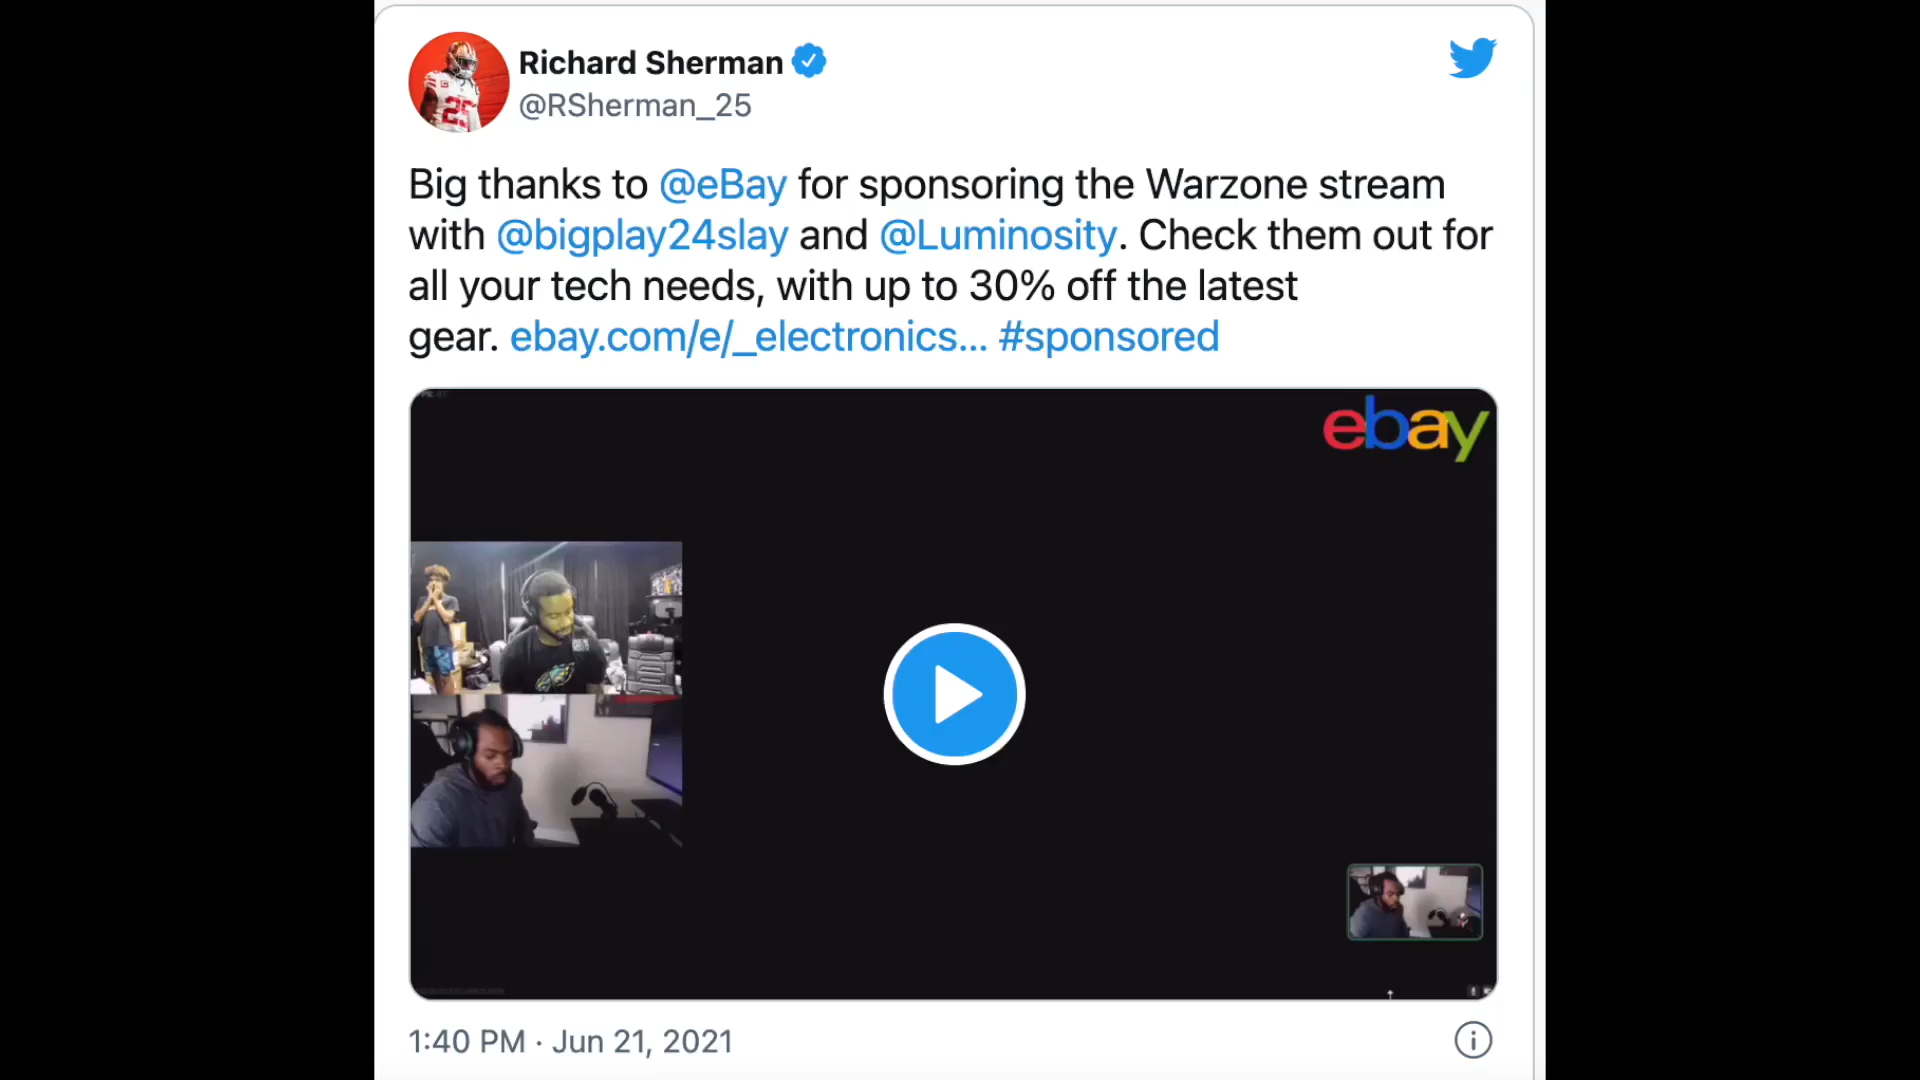 Richard Sherman
@RSherman_25
Big thanks to @eBay for sponsoring the Warzone stream
with @bigplay24slay and @Luminosity. Check them out for
all your tech needs, with up to 30% off the latest
gear. ebay.com/e/_electronics... #sponsored
ebay
25
1:40 PM · Jun 21, 2021